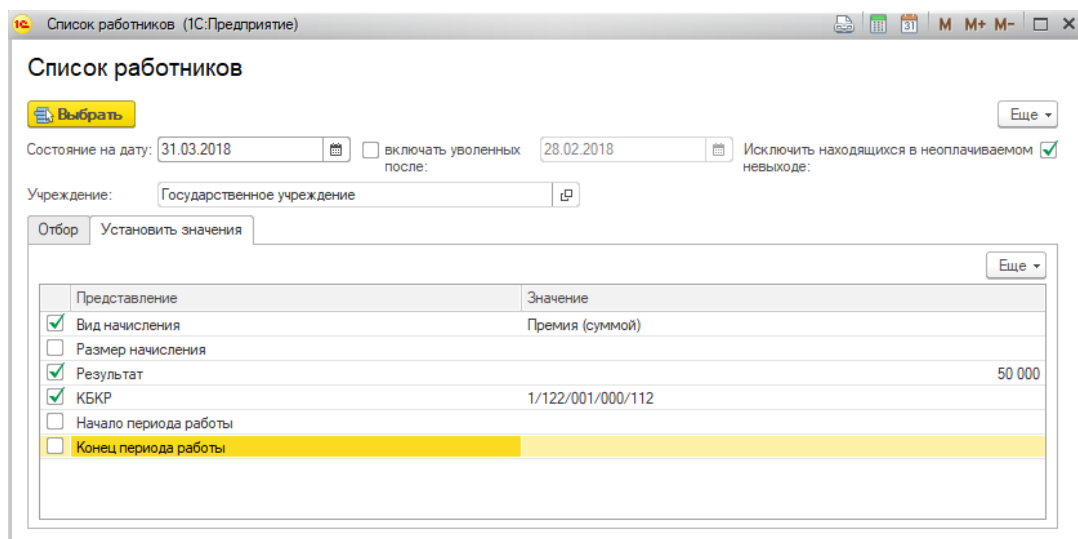 1С Список работников (1С:Предприятие) 31 M M+ M-
Список работников
Выбрать Еще
Состояние на дату: 31.03.2018 включать уволенных 28.02.2018 Исключить находящихся в неоплачиваемом
после: невыходе:
Учреждение: Государственное учреждение
Отбор Установить значения
Еще
Представление Значение
Вид начисления Премия (суммой)
Размер начисления
Результат 50 000
КБКР 1/122/001/000/112
Начало периода работы
Конец периода работы